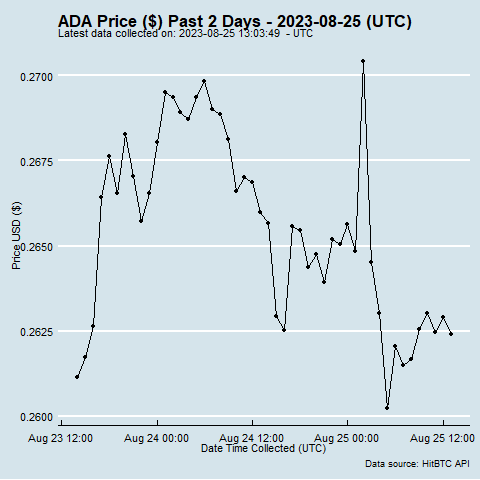 ADA Price ($) Past 2 Days - 2023-08-25 (UTC)
Latest data collected on: 2023-08-25 13:03:49 - UTC
0.2700
0.2675
0.2650
0.2625
0.2600
Price USD ($)
Aug 23 12:00 Aug 24 00:00 Aug 24 12:00 Aug 25 00:00 Aug 25 12:00
Date Time Collected (UTC)
Data source: HitBTC API